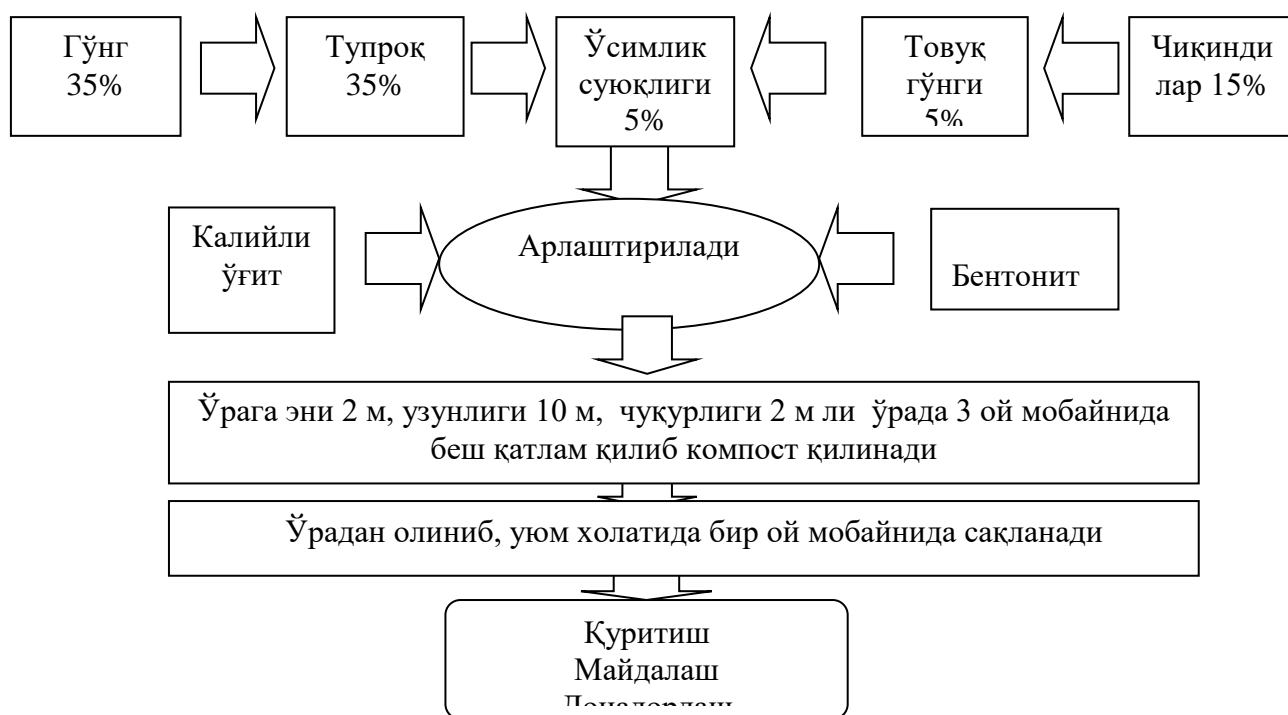 Гўнг
35%
Тупроқ
35%
Ўсимлик
суюқлиги
5%
Товуқ
гўнги
5%
Чиқинди
лар 15%
Калийли
ўғит
Арлаштирилади
Бентонит
Ўрага эни 2 м, узунлиги 10 м, чуқурлиги 2 м ли ўрада 3 ой мобайнида
беш қатлам қилиб компост қилинади
Ўрадан олиниб, уюм холатида бир ой мобайнида сақланади
Қуритиш
Майдалаш